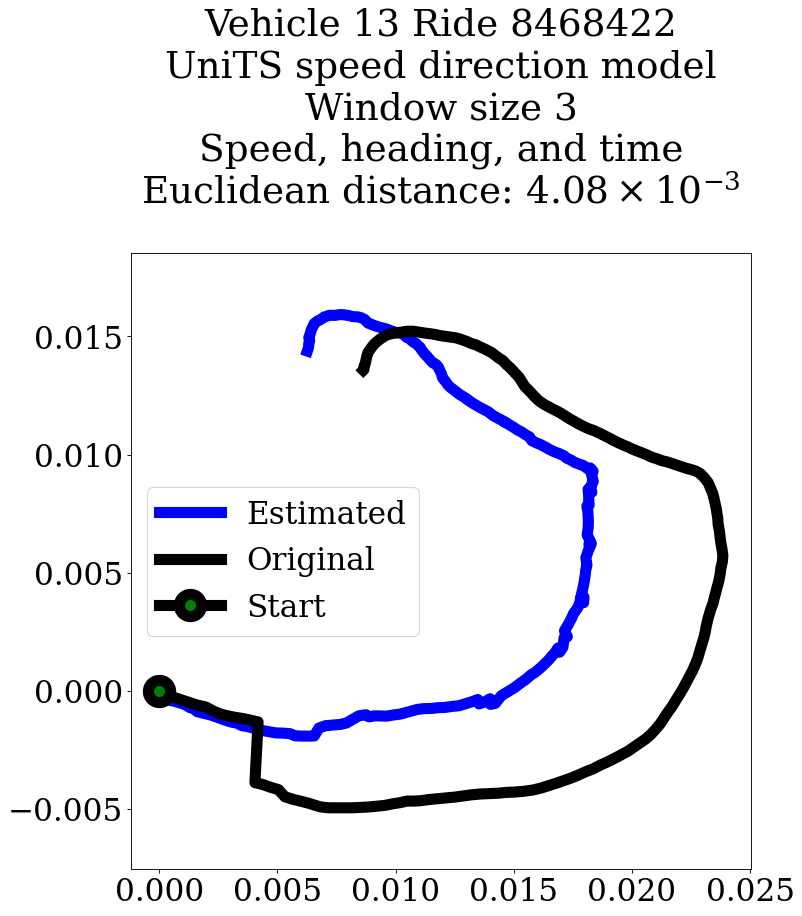 Vehicle 13 Ride 8468422
UniTS speed direction model
Window size 3
Speed, heading, and time
Euclidean distance: 4.08 × 10⁻³
0.015
0.010
0.005
0.000
−0.005
Estimated
Original
Start
0.000 0.005 0.010 0.015 0.020 0.025